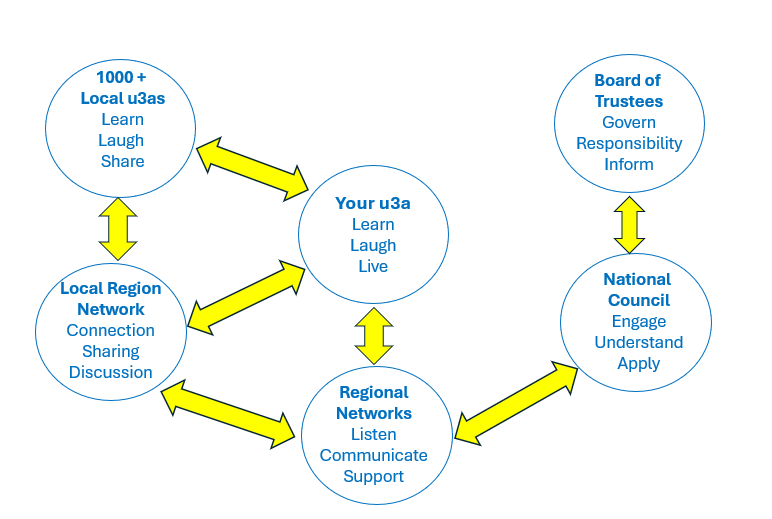 1000 +
Local u3as
Learn
Laugh
Share
Board of
Trustees
Govern
Responsibility
Inform
Your u3a
Learn
Laugh
Live
Local Region
Network
Connection
Sharing
Discussion
National
Council
Engage
Understand
Apply
Regional
Networks
Listen
Communicate
Support